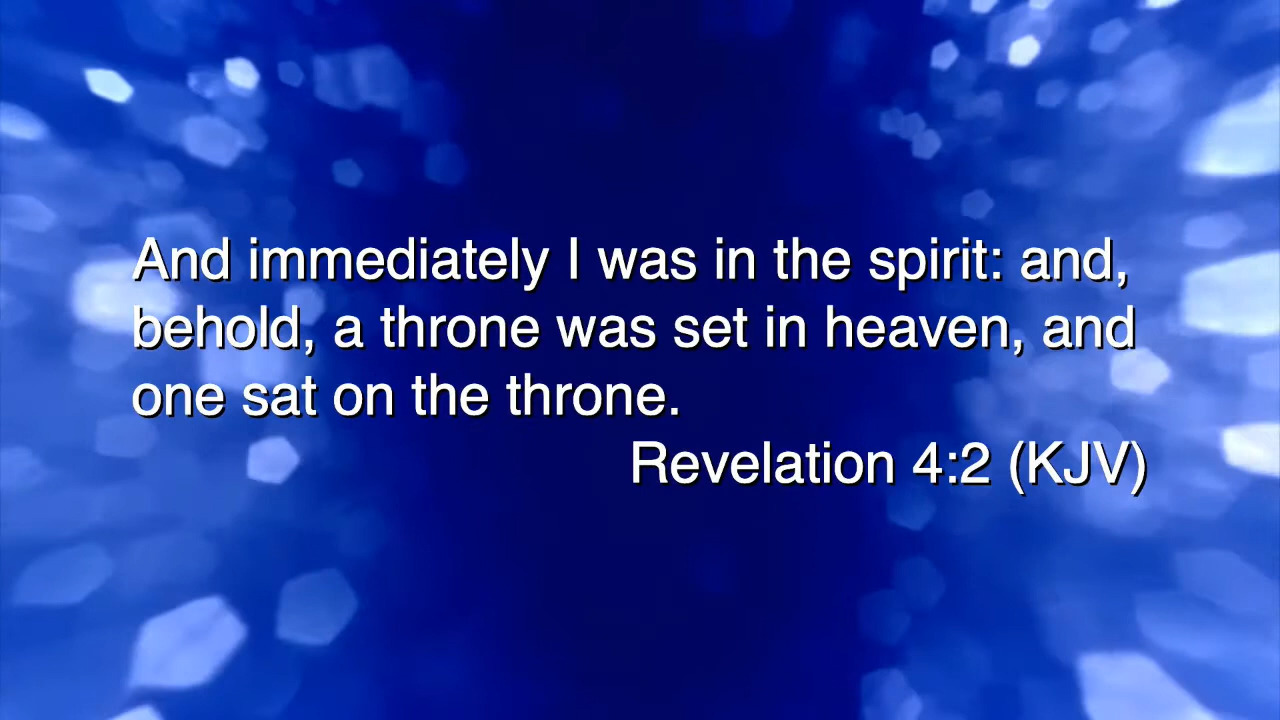 And immediately I was in the spirit: and,
behold, a throne was set in heaven, and
one sat on the throne.
Revelation 4:2 (KJV)